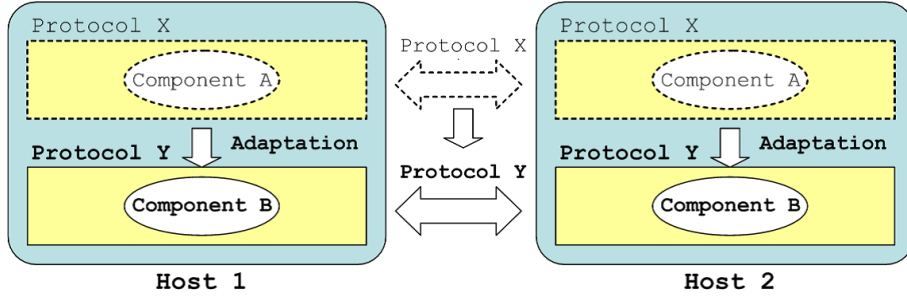 Protocol X
Component A
Adaptation
Protocol Y
Component B
Host 1
Protocol X
Protocol Y
Protocol X
Component A
Adaptation
Protocol Y
Component B
Host 2